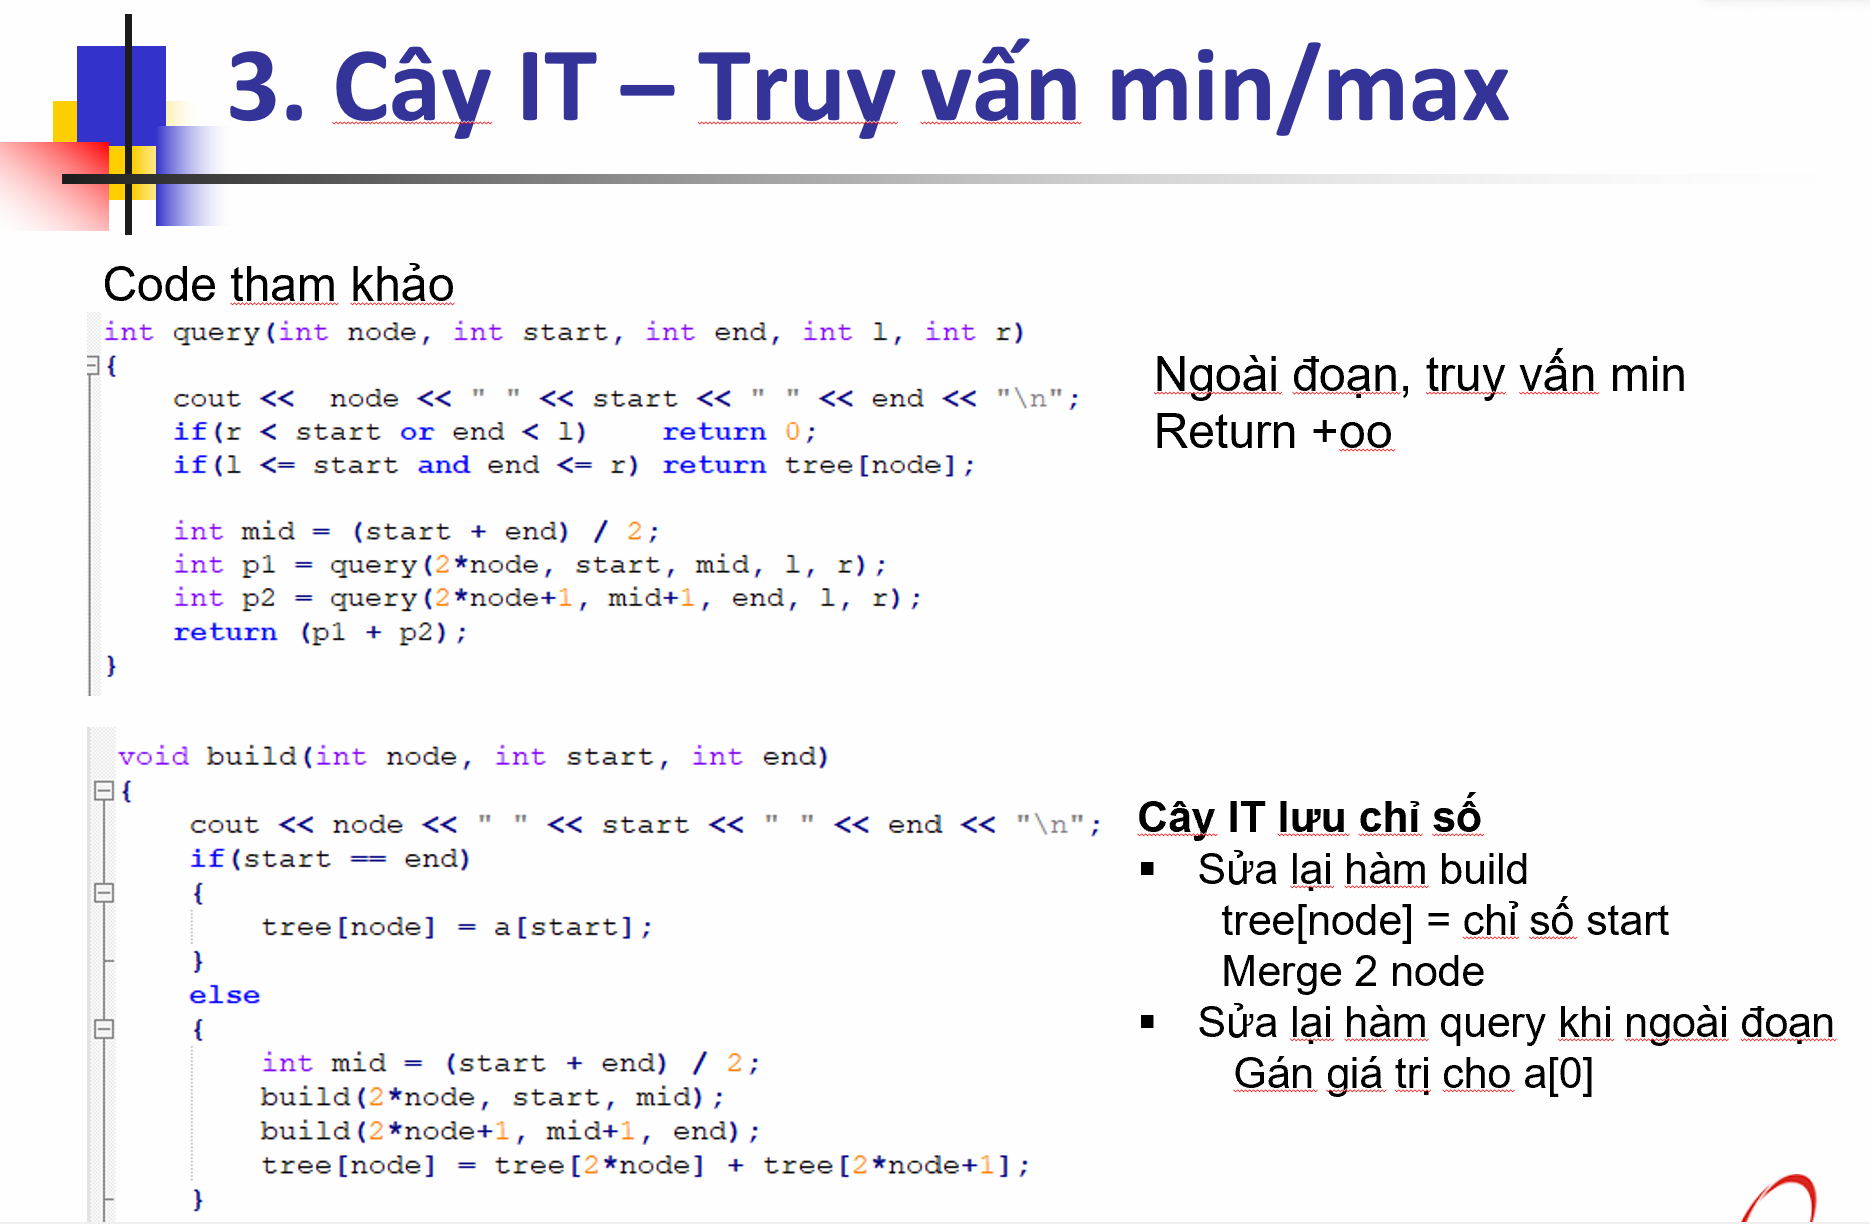 3. Cây IT – Truy vấn min/max
Code tham khảo
int query(int node, int start, int end, int l, int r)
{
cout << node << " " << start << " " << end << "\n";
if(r < start or end < l) return 0;
if(l <= start and end <= r) return tree[node];
int mid = (start + end) / 2;
int p1 = query(2*node, start, mid, l, r);
int p2 = query(2*node+1, mid+1, end, l, r);
return (p1 + p2);
}
Ngoài đoạn, truy vấn min
Return +oo
void build(int node, int start, int end)
{
cout << node << " " << start << " " << end << "\n";
if(start == end)
{
tree[node] = a[start];
}
else
{
int mid = (start + end) / 2;
build(2*node, start, mid);
build(2*node+1, mid+1, end);
tree[node] = tree[2*node] + tree[2*node+1];
}
Cây IT lưu chỉ số
▪ Sửa lại hàm build
tree[node] = chỉ số start
Merge 2 node
▪ Sửa lại hàm query khi ngoài đoạn
Gán giá trị cho a[0]